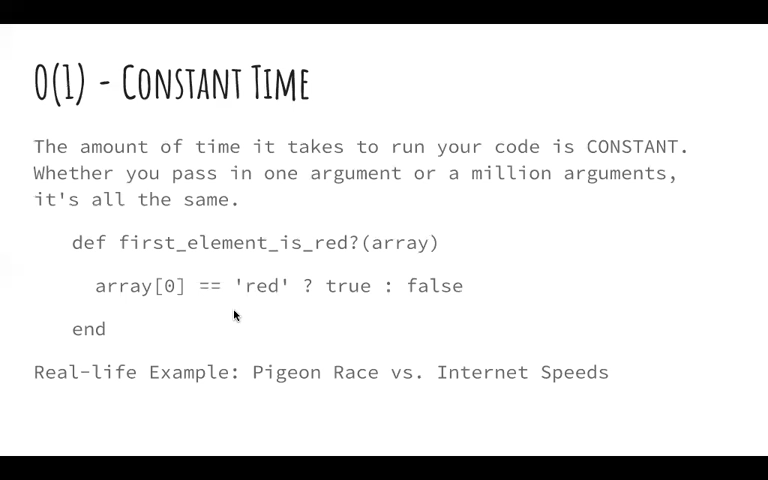 O(1) - Constant Time
The amount of time it takes to run your code is CONSTANT.
Whether you pass in one argument or a million arguments,
it's all the same.
def first_element_is_red?(array)
array[0] == 'red' ? true : false
end
Real-life Example: Pigeon Race vs. Internet Speeds